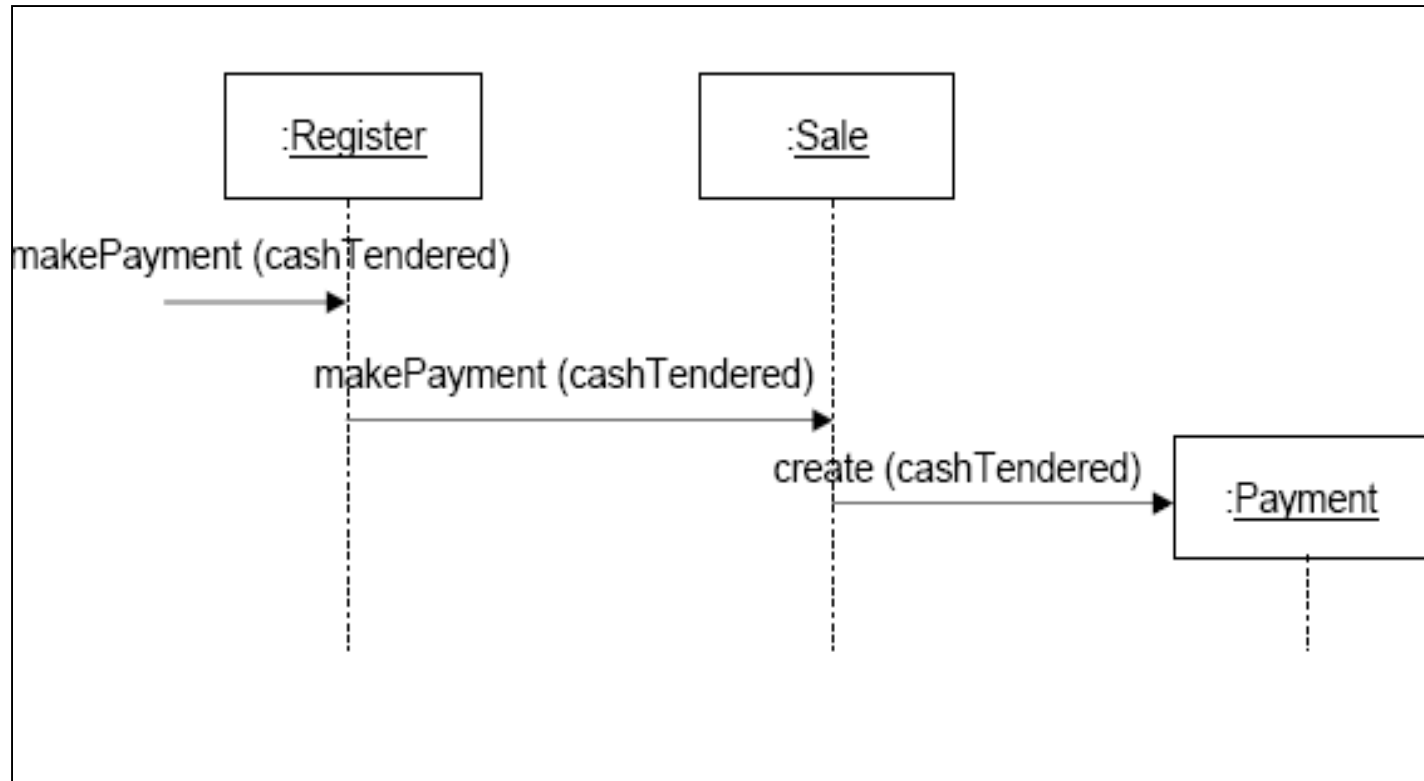 :Register
:Sale
makePayment (cashTendered)
makePayment (cashTendered)
create (cashTendered)
:Payment